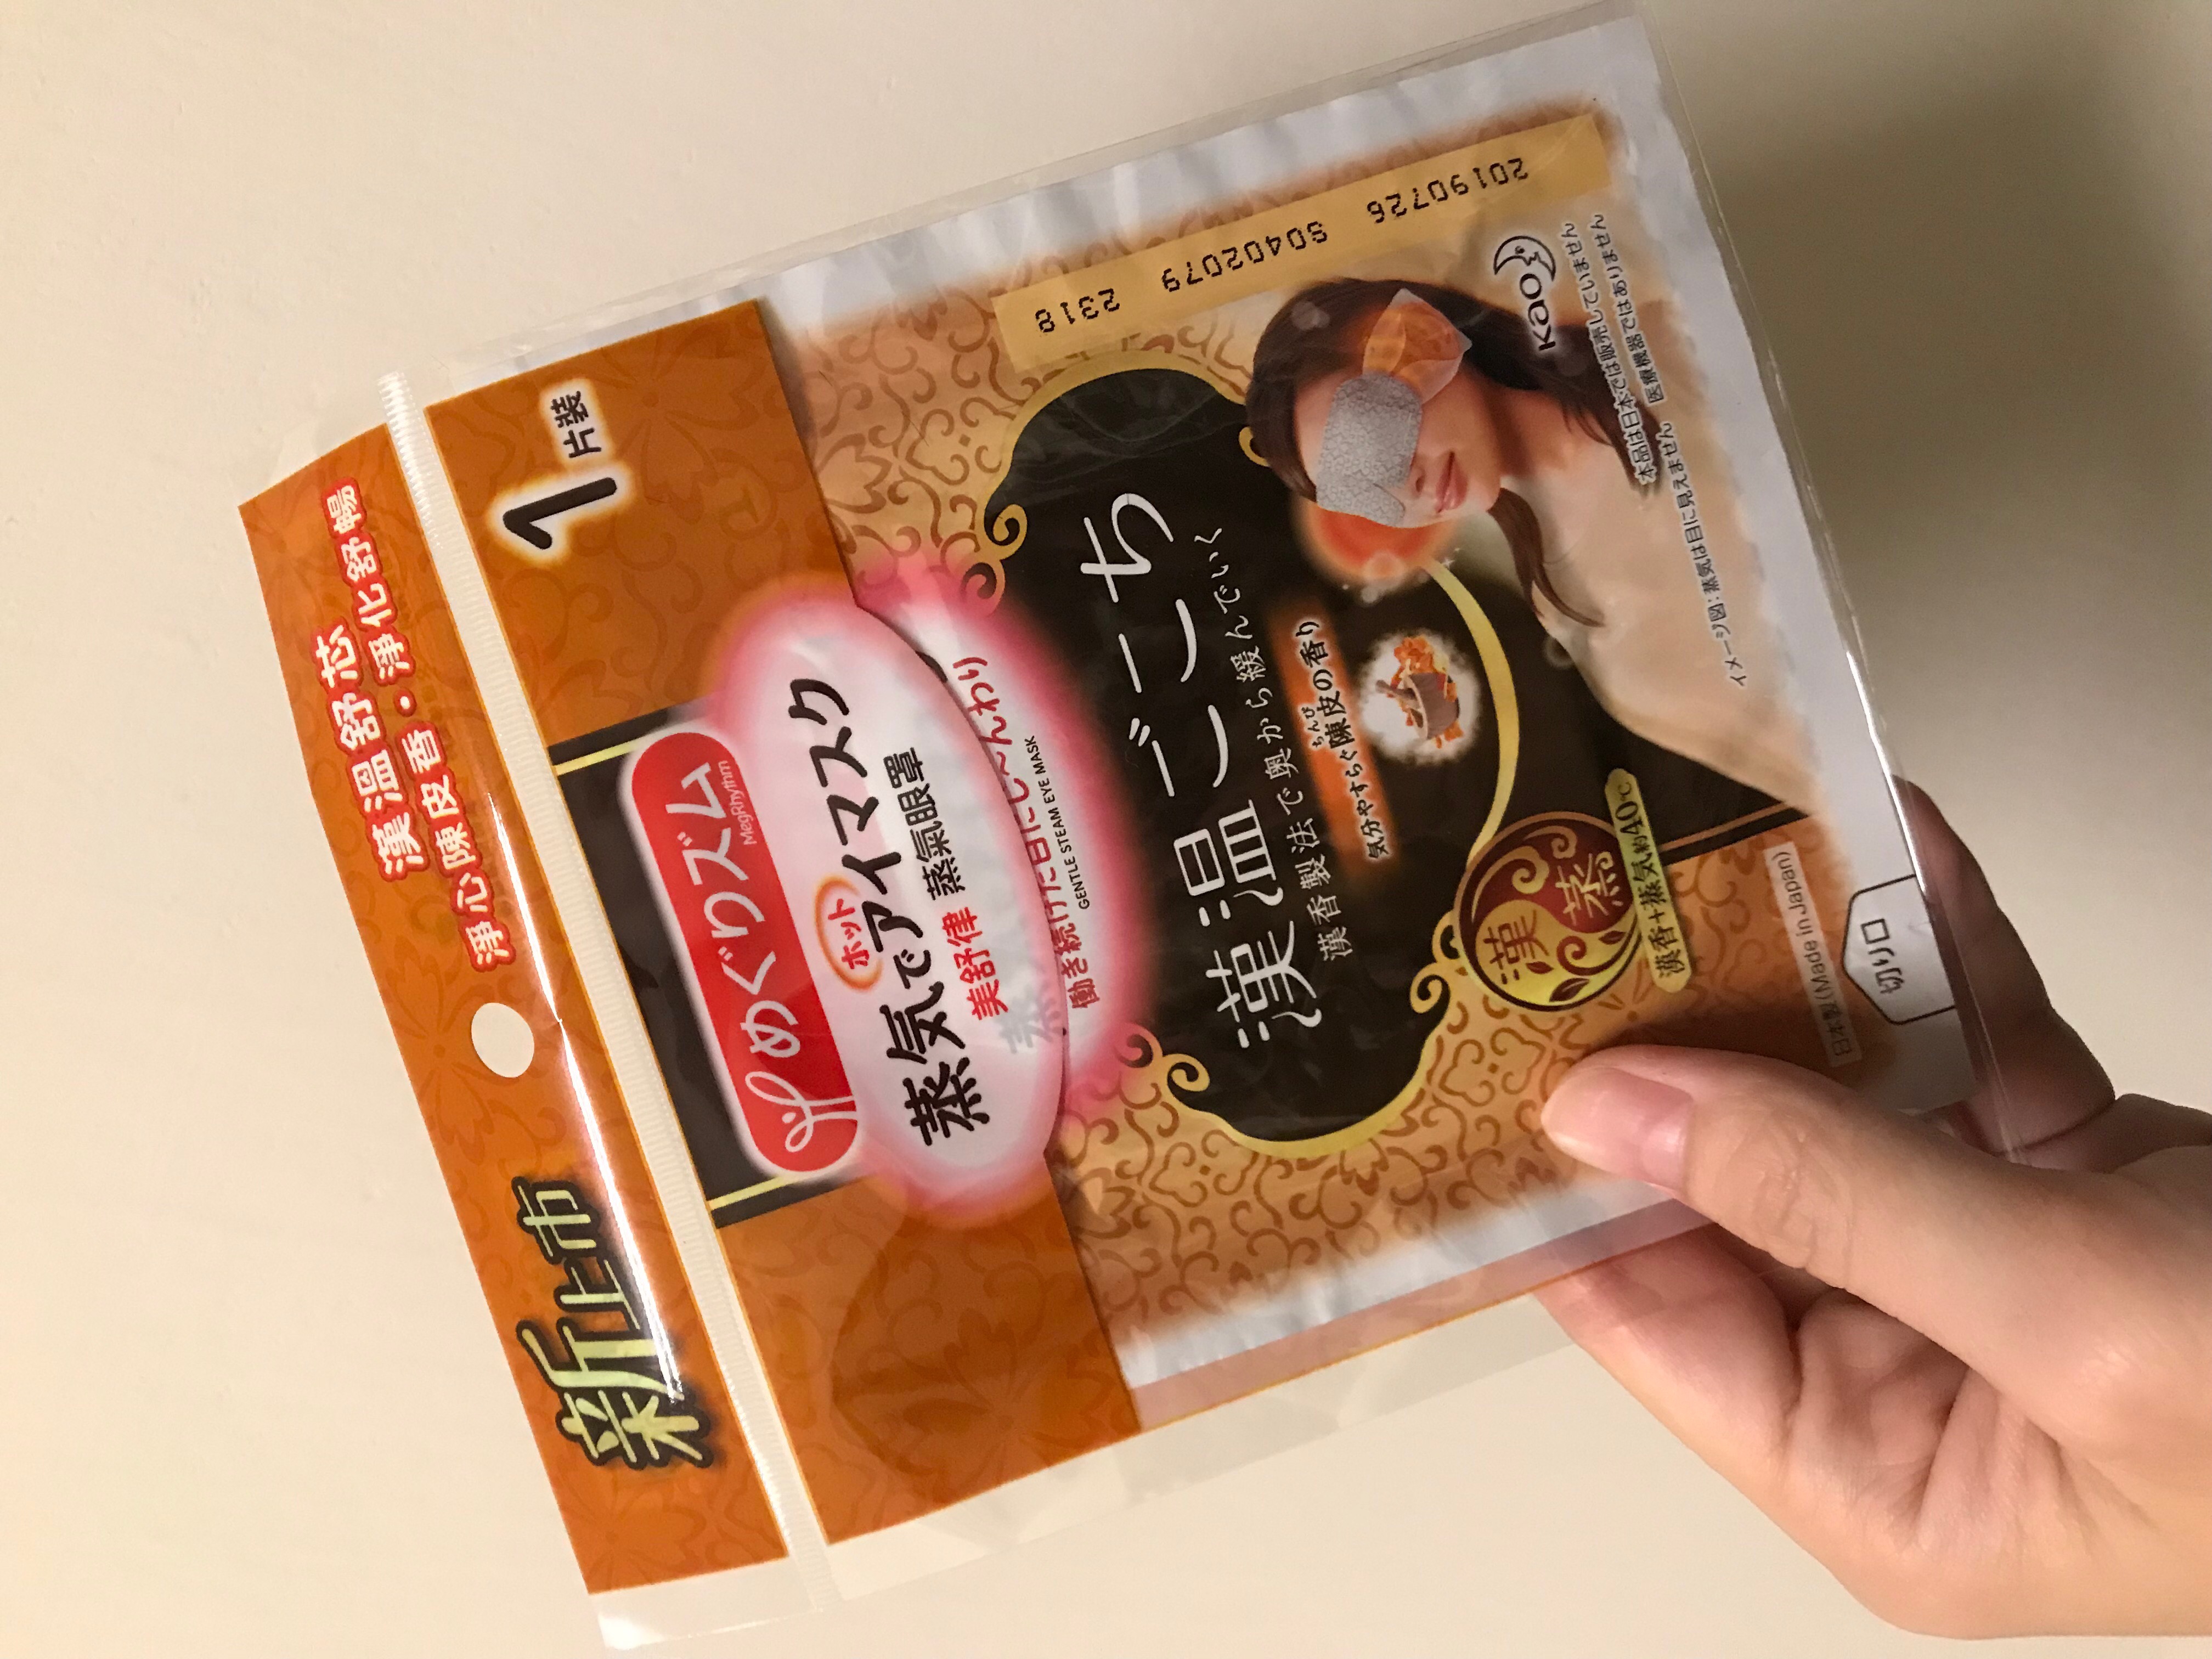 漢溫舒芯
淨心陳皮香・淨化舒暢
新上市
1片裝
めぐりズム
MegRhythm
ホット
蒸気でアイマスク
美舒律 蒸氣眼罩
働き続けた目にじ～んわり
GENTLE STEAM EYE MASK
漢温ごこち
漢香製法で奥から緩んでいく
ちんぴ
気分やすらぐ陳皮の香り
漢
蒸
漢香+蒸気約40℃
20190726 S0402079 2318
Kao
本品は日本では販売していません
イメージ図：蒸気は目に見えません 医療機器ではありません
日本製(Made in Japan)
切り口